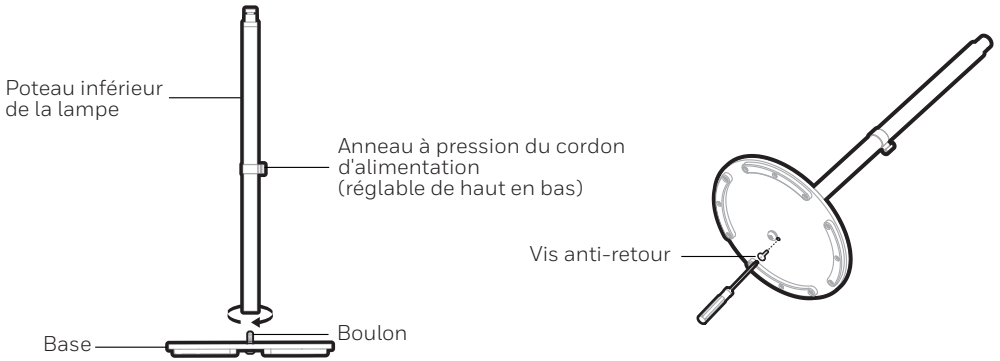 Poteau inférieur
de la lampe
Anneau à pression du cordon
d'alimentation
(réglable de haut en bas)
Vis anti-retour
Boulon
Base